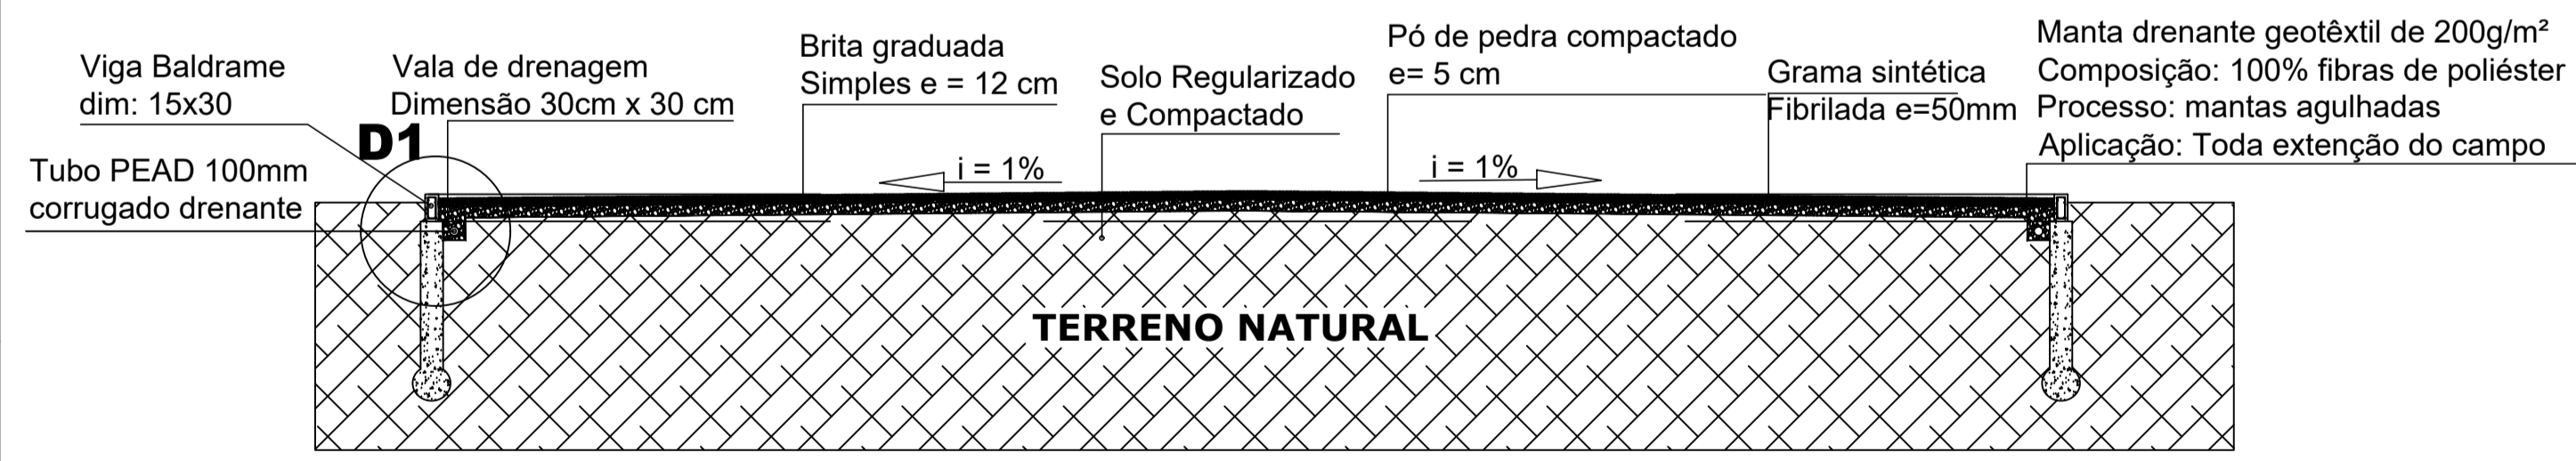 Viga Baldrame
dim: 15x30
Vala de drenagem
Dimensão 30cm x 30 cm
Brita graduada
Simples e = 12 cm
Solo Regularizado
e Compactado
Pó de pedra compactado
e= 5 cm
Grama sintética
Fibrilada e=50mm
Manta drenante geotêxtil de 200g/m²
Composição: 100% fibras de poliéster
Processo: mantas agulhadas
Aplicação: Toda extenção do campo
D1
Tubo PEAD 100mm
corrugado drenante
i = 1%
i = 1%
TERRENO NATURAL